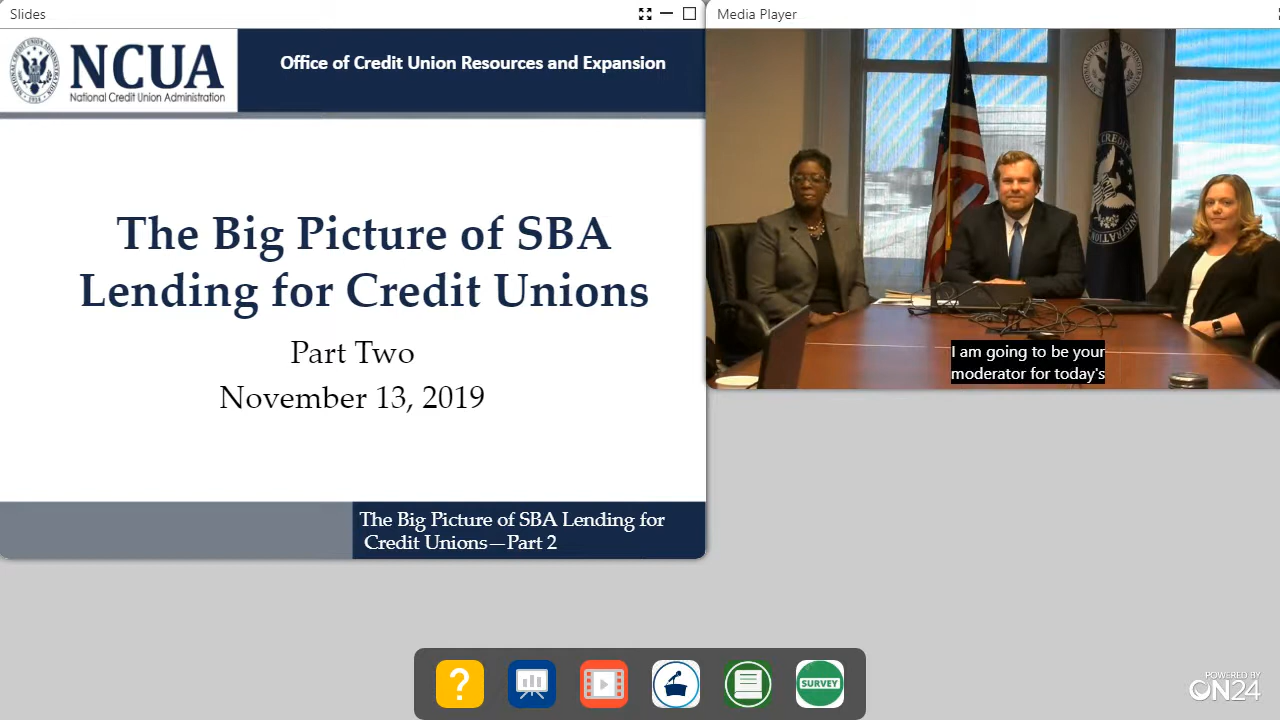 Slides
Media Player
NCUA
National Credit Union Administration
Office of Credit Union Resources and Expansion
The Big Picture of SBA
Lending for Credit Unions
Part Two
November 13, 2019
The Big Picture of SBA Lending for
Credit Unions—Part 2
I am going to be your
moderator for today's
?
SURVEY
POWERED BY
ON24